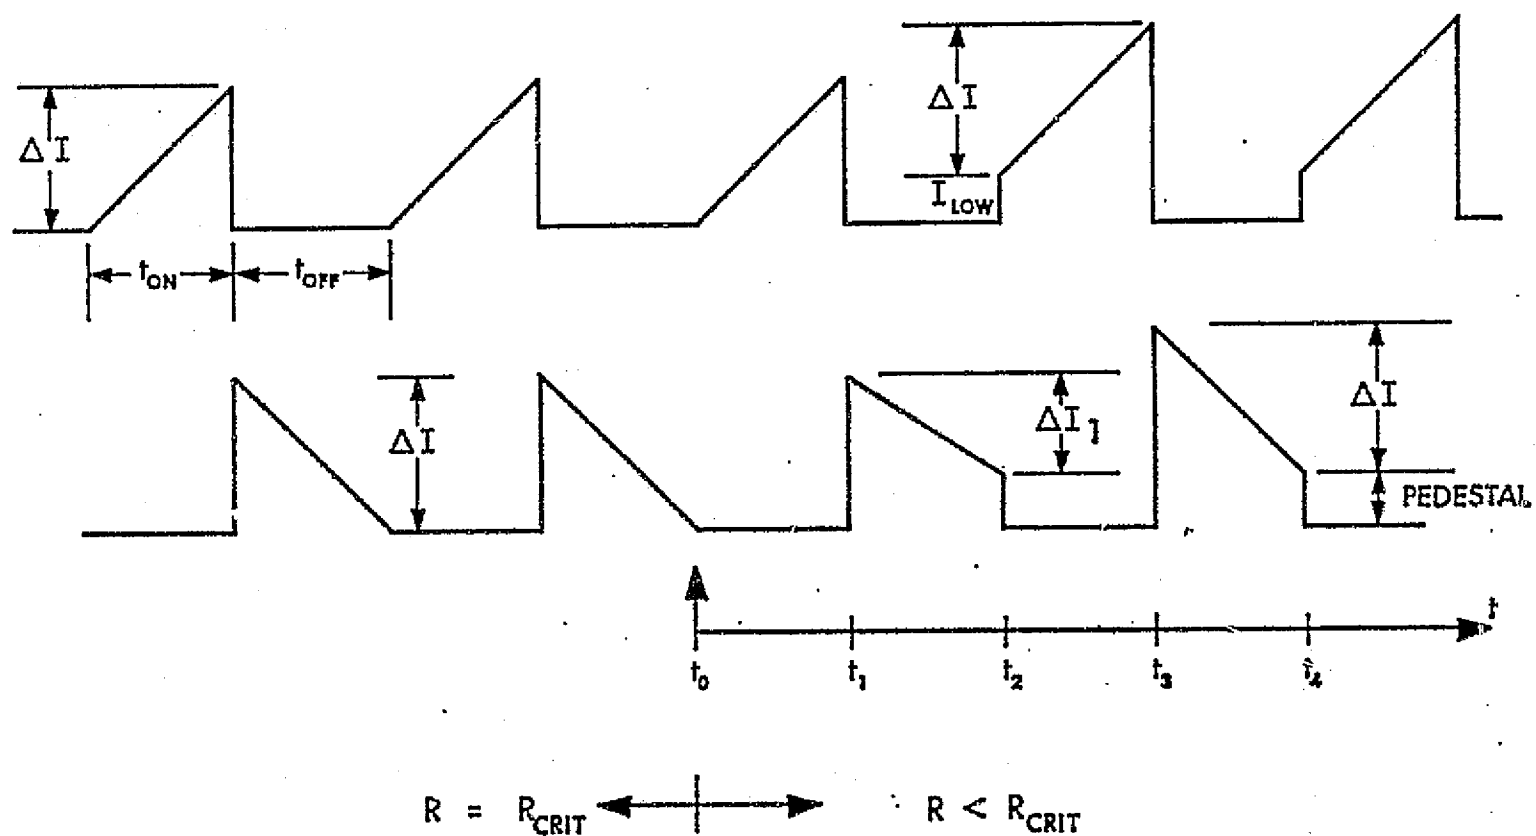 ΔI
ΔI
I_LOW
t_ON
t_OFF
ΔI
ΔI_1
ΔI
PEDESTAL
t
t_0
t_1
t_2
t_3
t_4
R = R_CRIT
R < R_CRIT